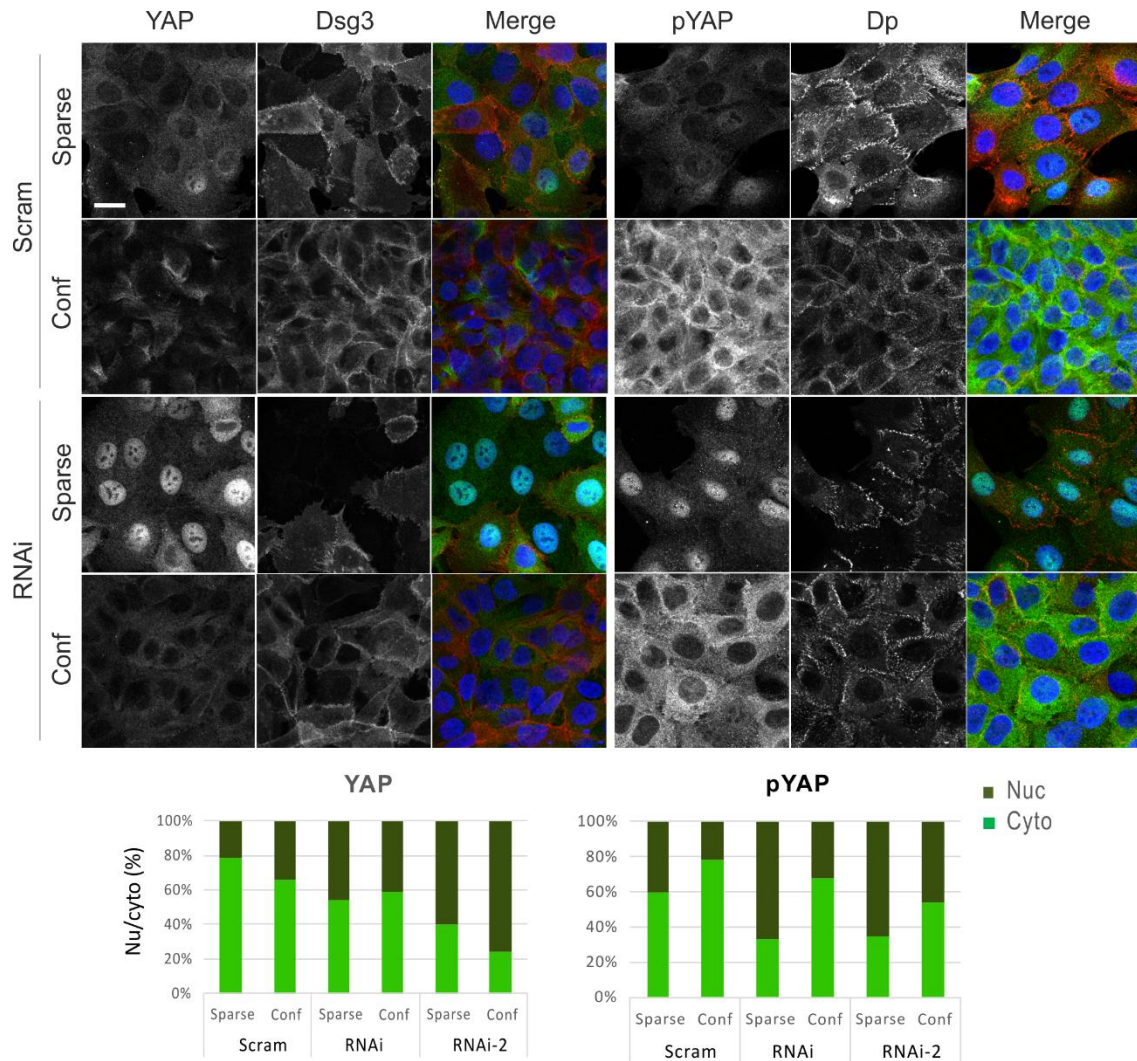 YAP Dsg3 Merge pYAP Dp Merge
Scram
Sparse
Conf
RNAi
Sparse
Conf
YAP
Nu/cyto (%)
100%
80%
60%
40%
20%
0%
Sparse Conf Sparse Conf Sparse Conf
Scram RNAi RNAi-2
pYAP
100%
80%
60%
40%
20%
0%
Sparse Conf Sparse Conf Sparse Conf
Scram RNAi RNAi-2
Nuc
Cyto